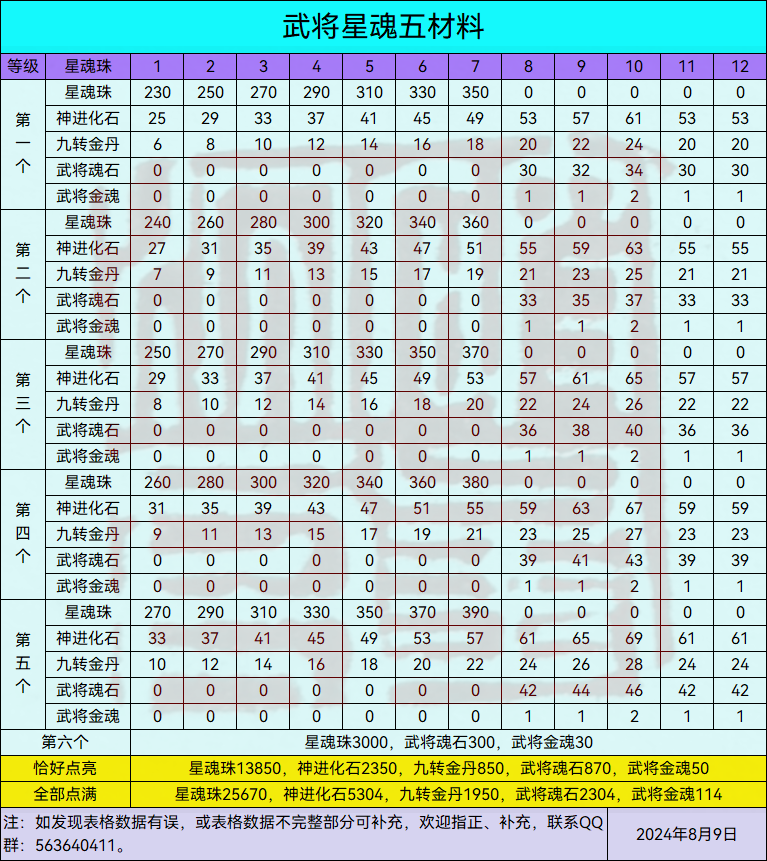 武将星魂五材料
等级 星魂珠 1 2 3 4 5 6 7 8 9 10 11 12
第一个
星魂珠 230 250 270 290 310 330 350 0 0 0 0 0
神进化石 25 29 33 37 41 45 49 53 57 61 53 53
九转金丹 6 8 10 12 14 16 18 20 22 24 20 20
武将魂石 0 0 0 0 0 0 0 30 32 34 30 30
武将金魂 0 0 0 0 0 0 0 1 1 2 1 1
第二个
星魂珠 240 260 280 300 320 340 360 0 0 0 0 0
神进化石 27 31 35 39 43 47 51 55 59 63 55 55
九转金丹 7 9 11 13 15 17 19 21 23 25 21 21
武将魂石 0 0 0 0 0 0 0 33 35 37 33 33
武将金魂 0 0 0 0 0 0 0 1 1 2 1 1
第三个
星魂珠 250 270 290 310 330 350 370 0 0 0 0 0
神进化石 29 33 37 41 45 49 53 57 61 65 57 57
九转金丹 8 10 12 14 16 18 20 22 24 26 22 22
武将魂石 0 0 0 0 0 0 0 36 38 40 36 36
武将金魂 0 0 0 0 0 0 0 1 1 2 1 1
第四个
星魂珠 260 280 300 320 340 360 380 0 0 0 0 0
神进化石 31 35 39 43 47 51 55 59 63 67 59 59
九转金丹 9 11 13 15 17 19 21 23 25 27 23 23
武将魂石 0 0 0 0 0 0 0 39 41 43 39 39
武将金魂 0 0 0 0 0 0 0 1 1 2 1 1
第五个
星魂珠 270 290 310 330 350 370 390 0 0 0 0 0
神进化石 33 37 41 45 49 53 57 61 65 69 61 61
九转金丹 10 12 14 16 18 20 22 24 26 28 24 24
武将魂石 0 0 0 0 0 0 0 42 44 46 42 42
武将金魂 0 0 0 0 0 0 0 1 1 2 1 1
第六个 星魂珠3000，武将魂石300，武将金魂30
恰好点亮 星魂珠13850，神进化石2350，九转金丹850，武将魂石870，武将金魂50
全部点满 星魂珠25670，神进化石5304，九转金丹1950，武将魂石2304，武将金魂114
注：如发现表格数据有误，或表格数据不完整部分可补充，欢迎指正、补充，联系QQ
群：563640411。
2024年8月9日